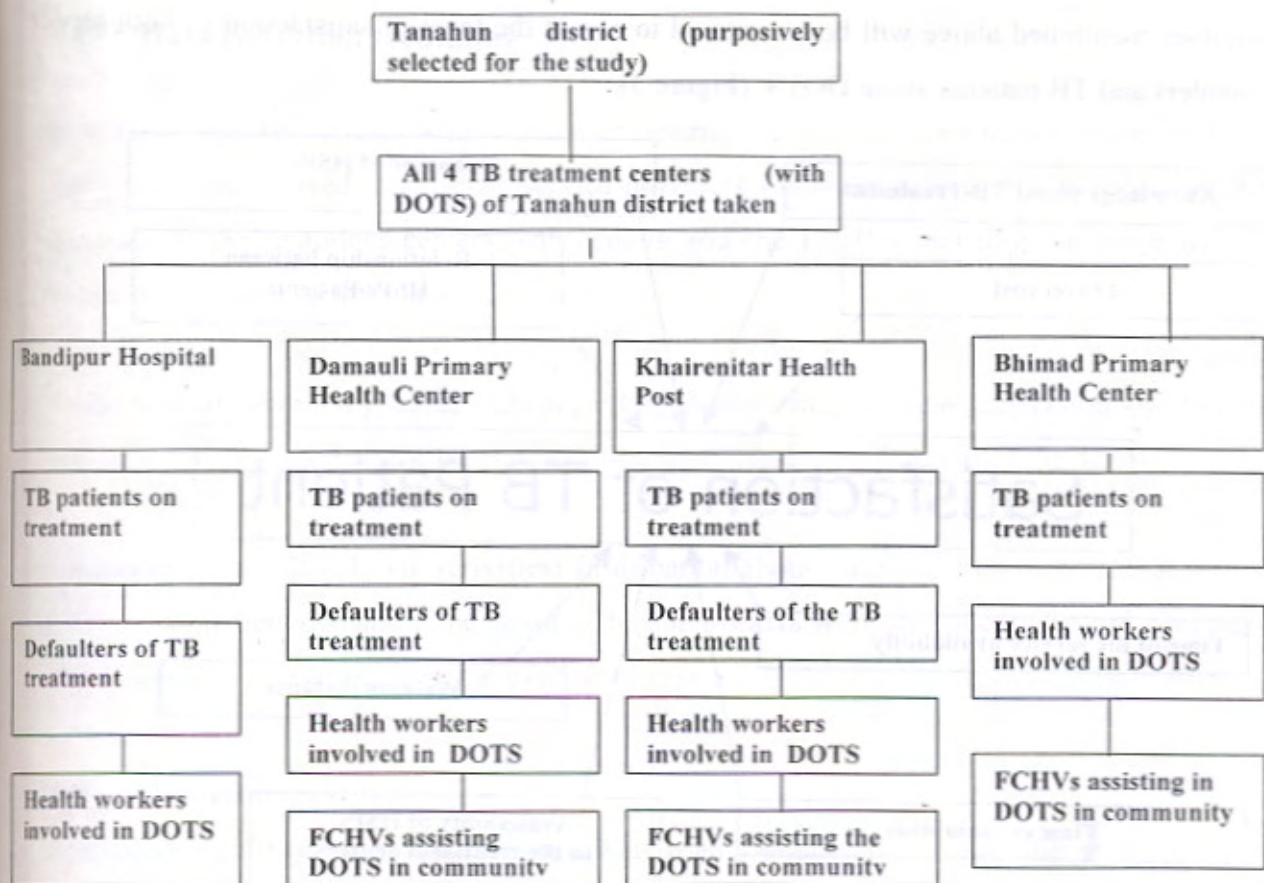 Tanahun district (purposively
selected for the study)
All 4 TB treatment centers (with
DOTS) of Tanahun district taken
Bandipur Hospital
Damauli Primary
Health Center
Khairenitar Health
Post
Bhimad Primary
Health Center
TB patients on
treatment
TB patients on
treatment
TB patients on
treatment
TB patients on
treatment
Defaulters of TB
treatment
Defaulters of TB
treatment
Defaulters of the TB
treatment
Health workers
involved in DOTS
Health workers
involved in DOTS
Health workers
involved in DOTS
Health workers
involved in DOTS
FCHVs assisting
DOTS in community
FCHVs assisting the
DOTS in community
FCHVs assisting in
DOTS in community